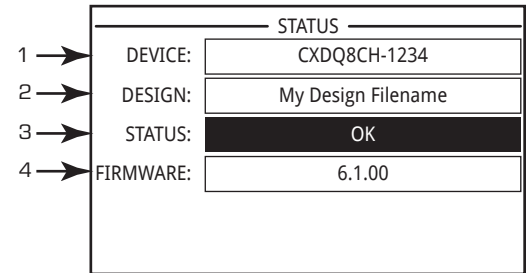 STATUS
1 DEVICE: CXDQ8CH-1234
2 DESIGN: My Design Filename
3 STATUS: OK
4 FIRMWARE: 6.1.00